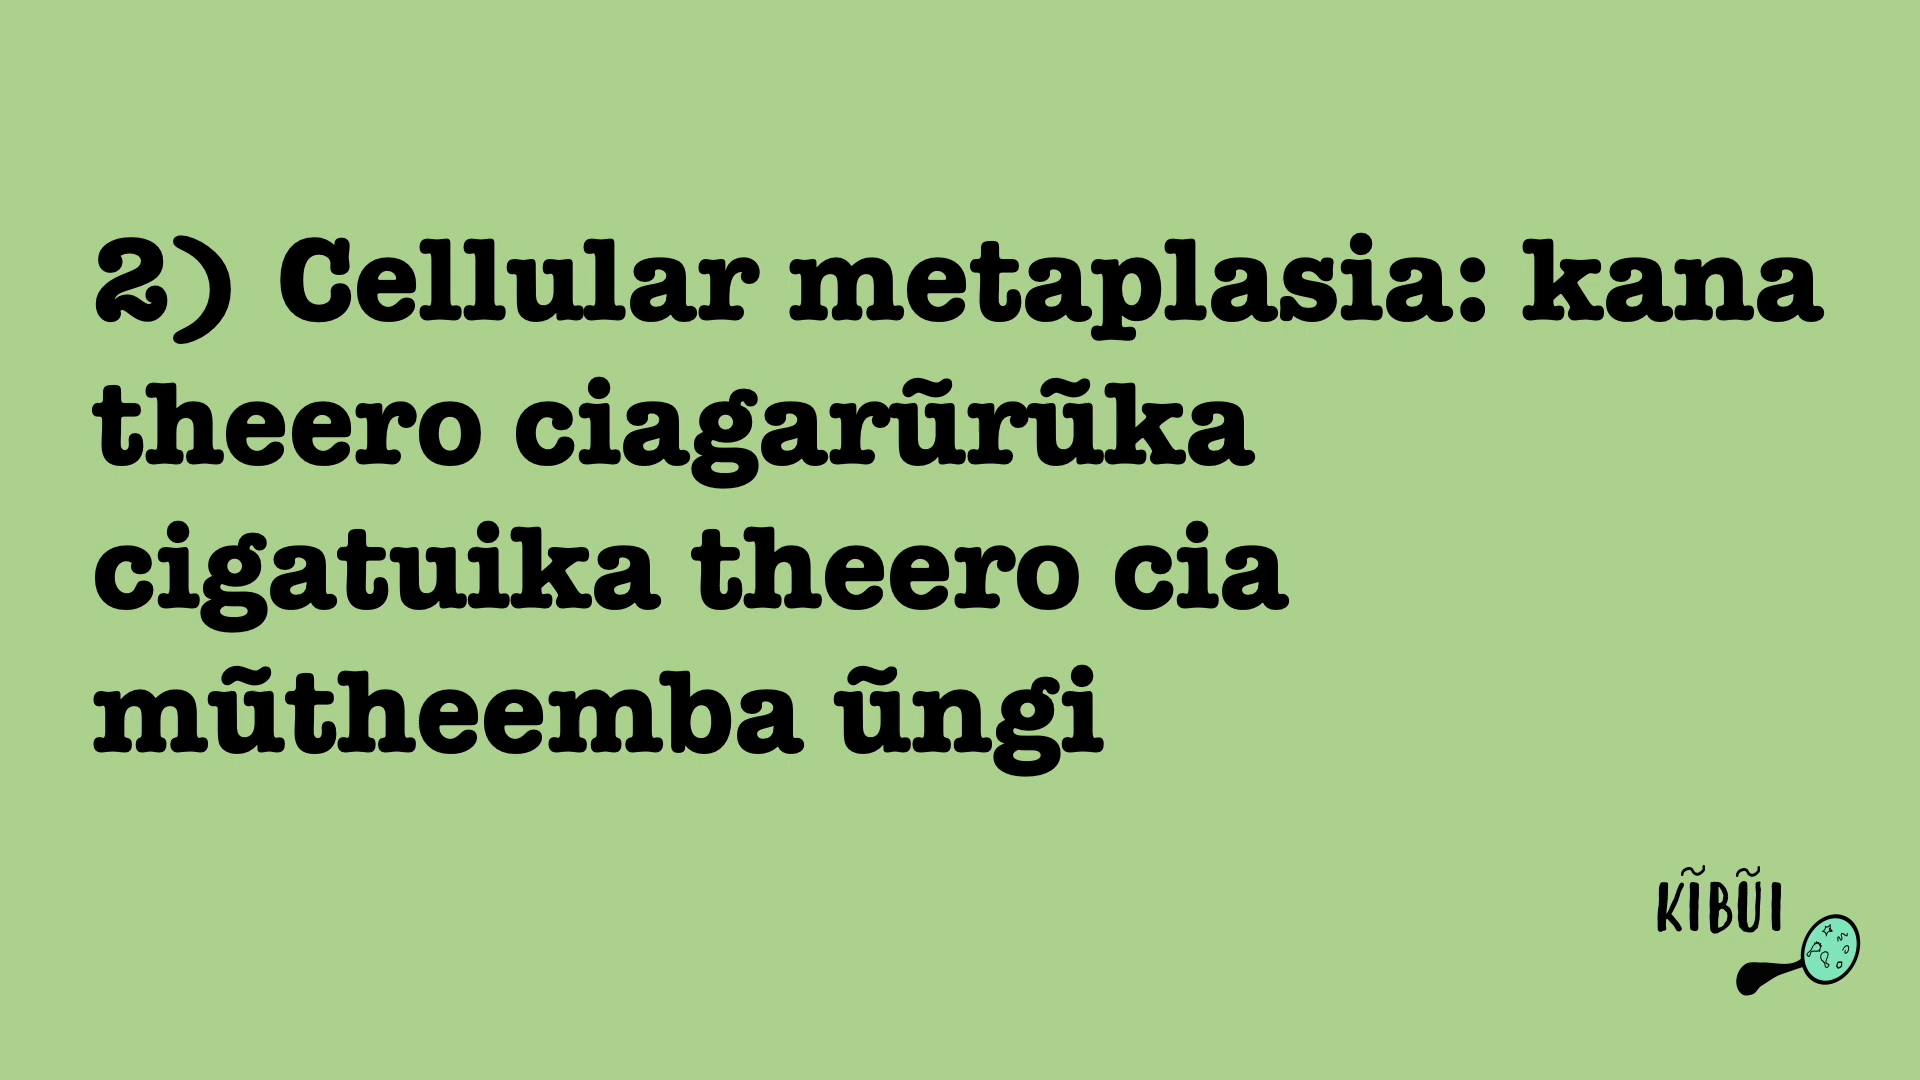 2) Cellular metaplasia: kana
theero ciagarũrũka
cigatuika theero cia
mũtheemba ũngi
KĨBŨI